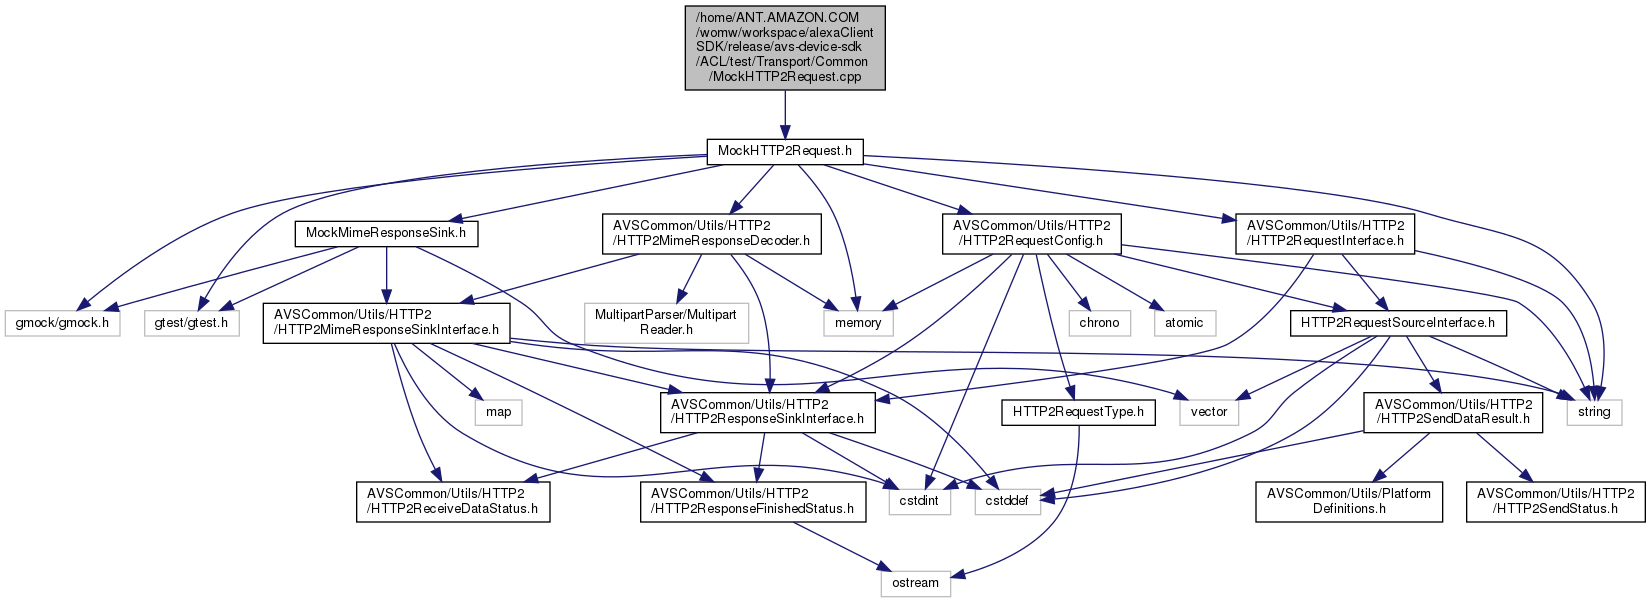 /home/ANT.AMAZON.COM
/womw/workspace/alexaClient
SDK/release/avs-device-sdk
/ACL/test/Transport/Common
/MockHTTP2Request.cpp
MockHTTP2Request.h
MockMimeResponseSink.h
AVSCommon/Utils/HTTP2
/HTTP2MimeResponseDecoder.h
AVSCommon/Utils/HTTP2
/HTTP2RequestConfig.h
AVSCommon/Utils/HTTP2
/HTTP2RequestInterface.h
gmock/gmock.h
gtest/gtest.h
AVSCommon/Utils/HTTP2
/HTTP2MimeResponseSinkInterface.h
MultipartParser/Multipart
Reader.h
memory
chrono
atomic
HTTP2RequestSourceInterface.h
map
AVSCommon/Utils/HTTP2
/HTTP2ResponseSinkInterface.h
HTTP2RequestType.h
vector
AVSCommon/Utils/HTTP2
/HTTP2SendDataResult.h
string
AVSCommon/Utils/HTTP2
/HTTP2ReceiveDataStatus.h
AVSCommon/Utils/HTTP2
/HTTP2ResponseFinishedStatus.h
cstdint
cstddef
AVSCommon/Utils/Platform
Definitions.h
AVSCommon/Utils/HTTP2
/HTTP2SendStatus.h
ostream